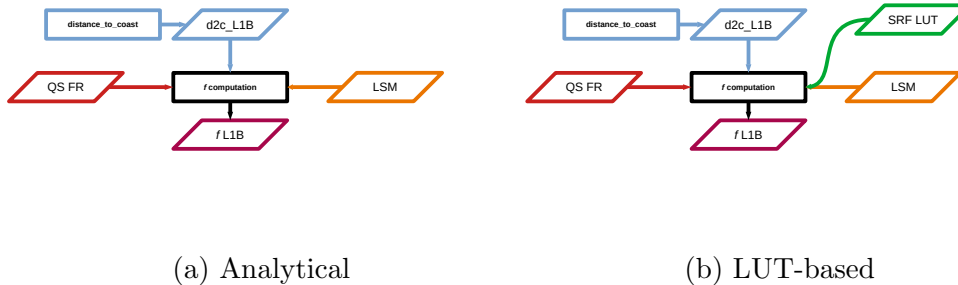 distance_to_coast
d2c_L1B
QS FR
f computation
LSM
f L1B
(a) Analytical
SRF LUT
distance_to_coast
d2c_L1B
QS FR
f computation
LSM
f L1B
(b) LUT-based